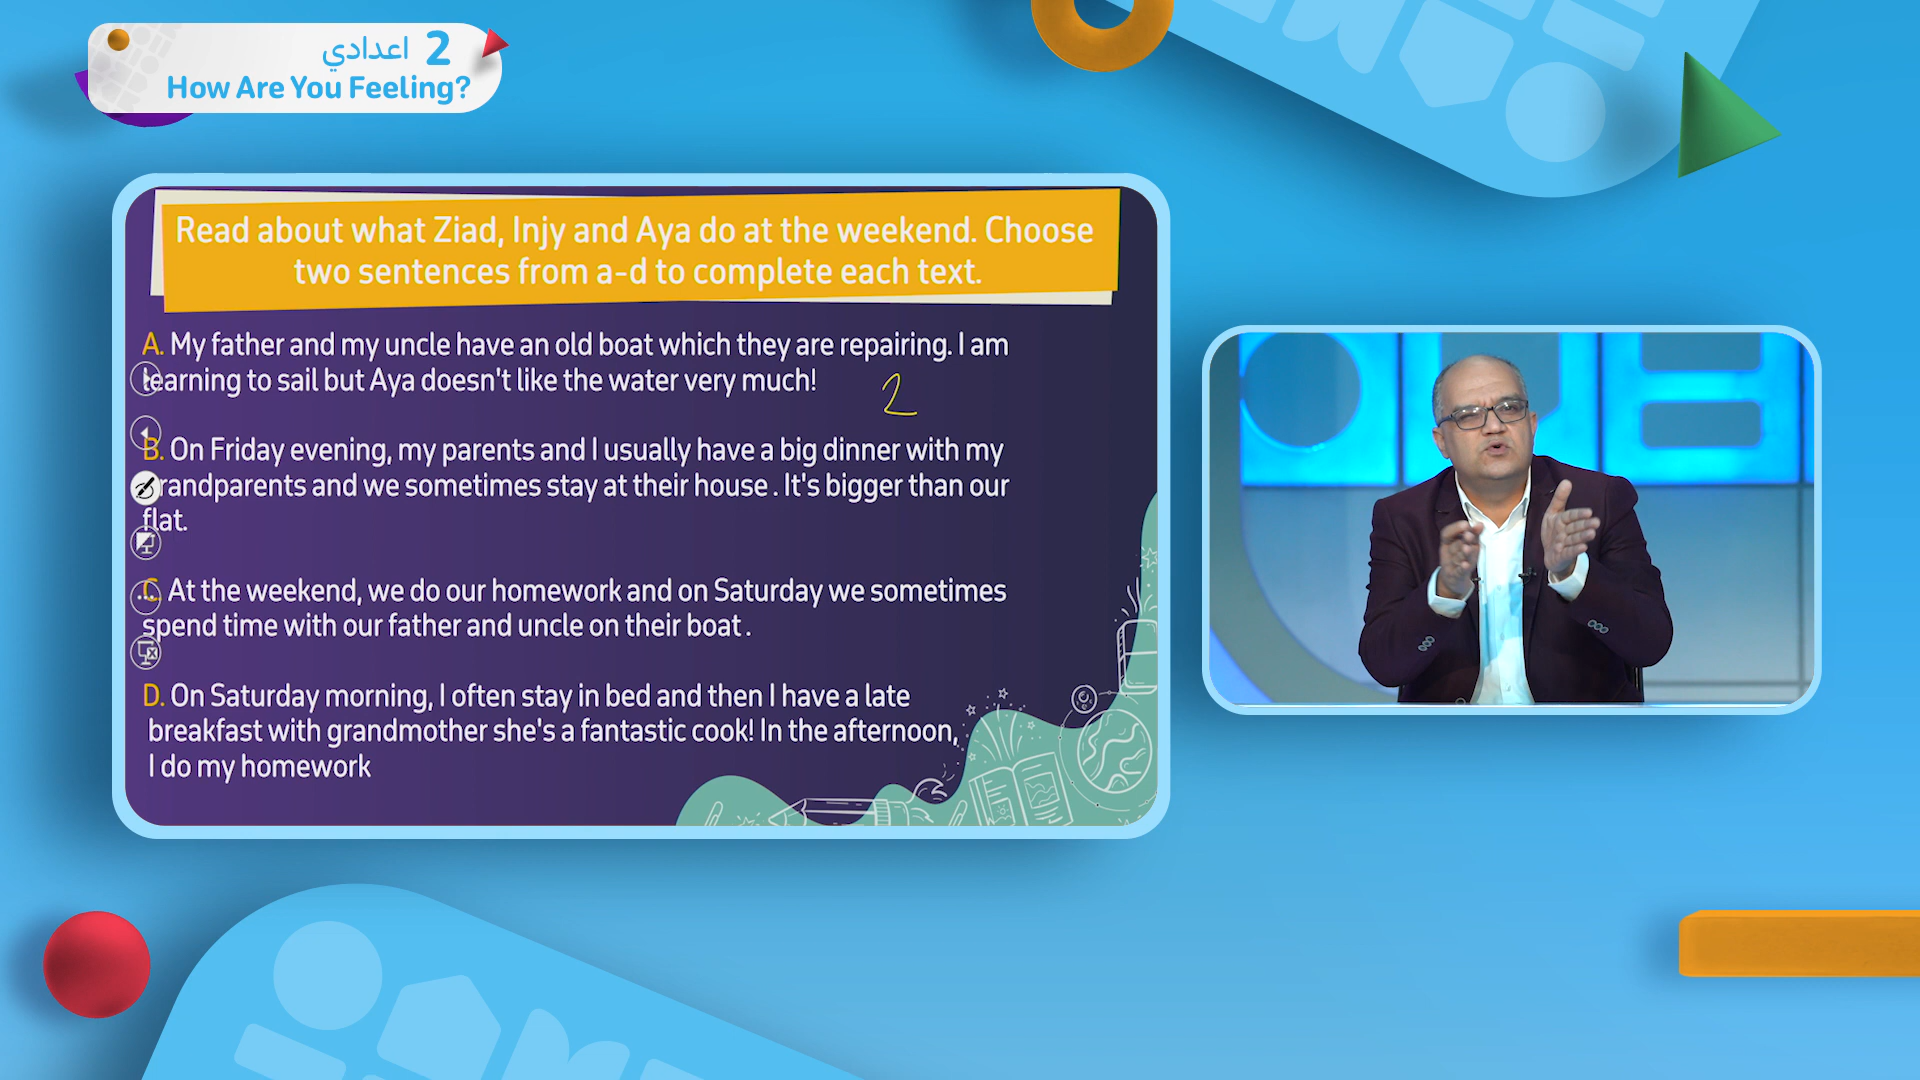 2 اعدادي
How Are You Feeling?
Read about what Ziad, Injy and Aya do at the weekend. Choose
two sentences from a-d to complete each text.
A. My father and my uncle have an old boat which they are repairing. I am
learning to sail but Aya doesn't like the water very much!
2
B. On Friday evening, my parents and I usually have a big dinner with my
grandparents and we sometimes stay at their house . It's bigger than our
flat.
C. At the weekend, we do our homework and on Saturday we sometimes
spend time with our father and uncle on their boat .
D. On Saturday morning, I often stay in bed and then I have a late
breakfast with grandmother she's a fantastic cook! In the afternoon,
I do my homework